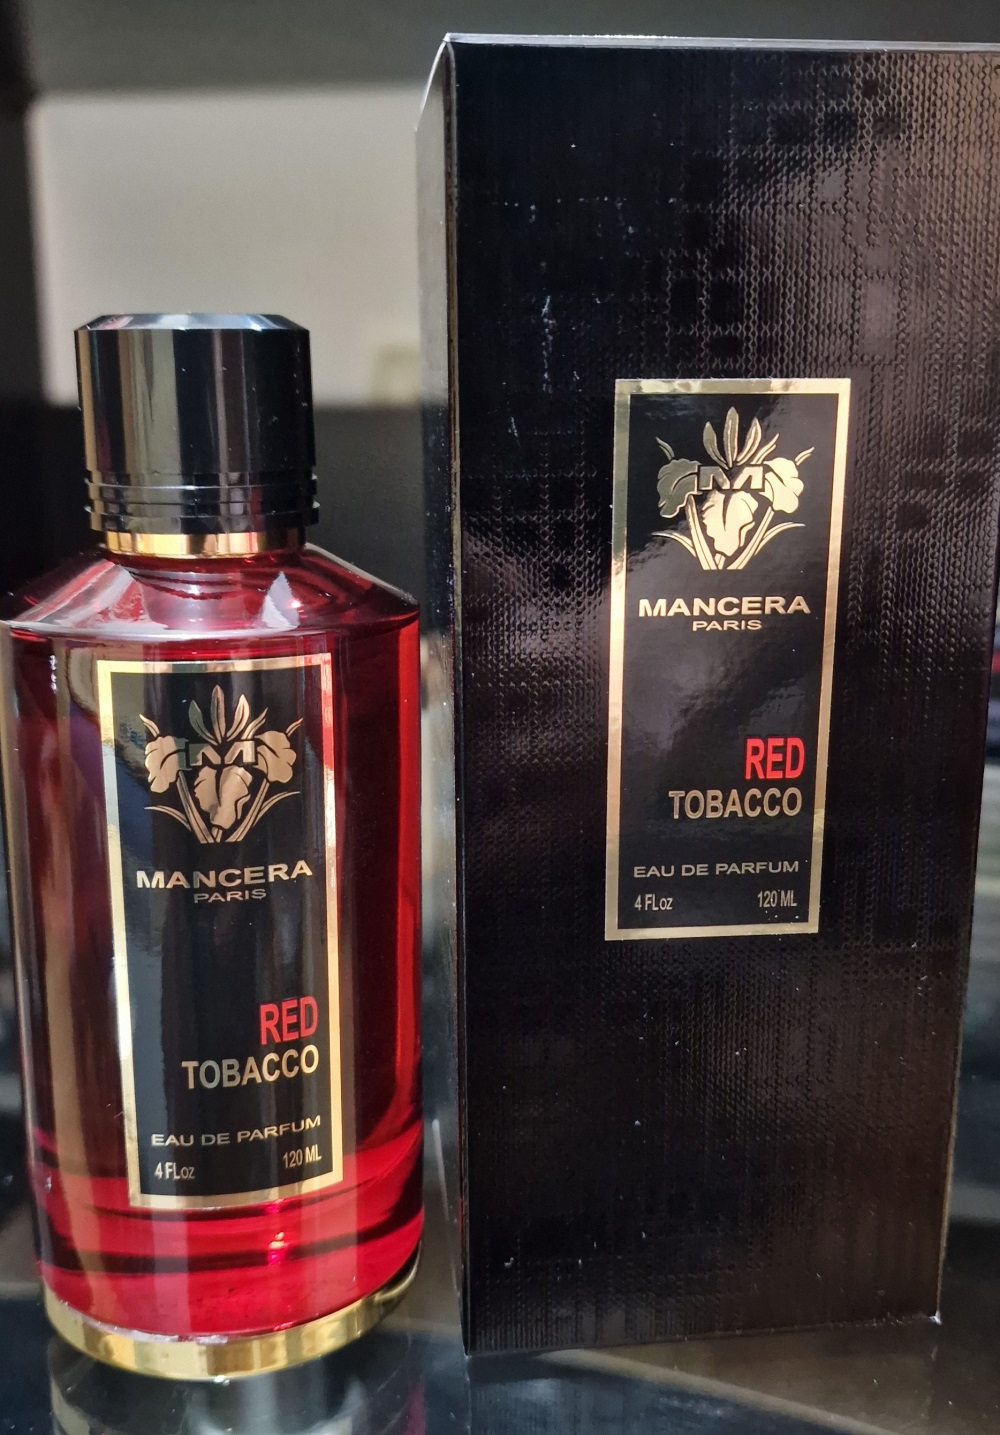 M
MANCERA
PARIS
RED
TOBACCO
EAU DE PARFUM
4 FLoz 120 ML
M
MANCERA
PARIS
RED
TOBACCO
EAU DE PARFUM
4 FLoz 120 ML